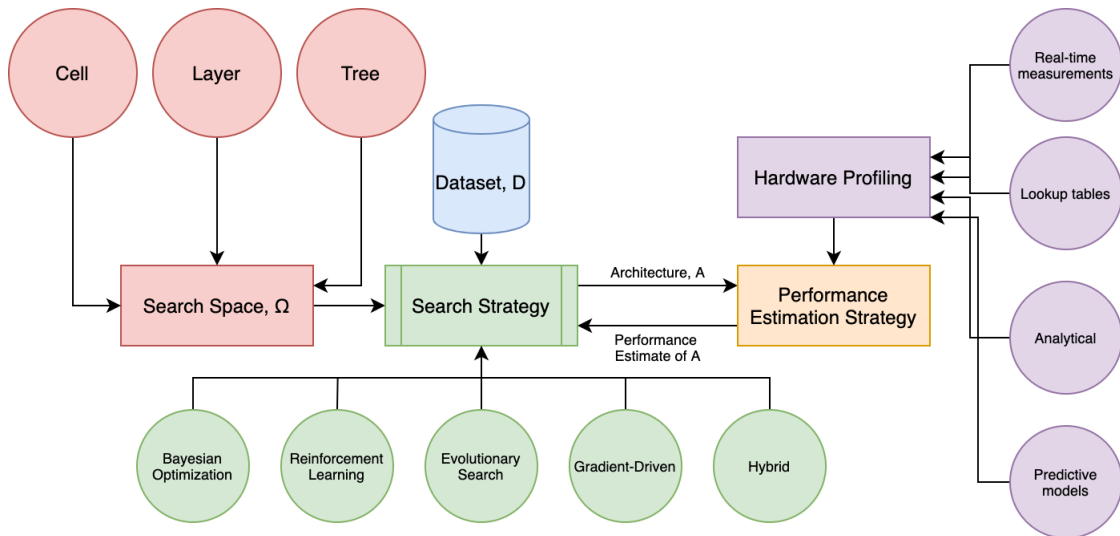 Cell
Layer
Tree
Real-time
measurements
Dataset, D
Hardware Profiling
Lookup tables
Architecture, A
Search Space, Ω
Search Strategy
Performance
Estimation Strategy
Performance
Estimate of A
Analytical
Bayesian
Optimization
Reinforcement
Learning
Evolutionary
Search
Gradient-Driven
Hybrid
Predictive
models